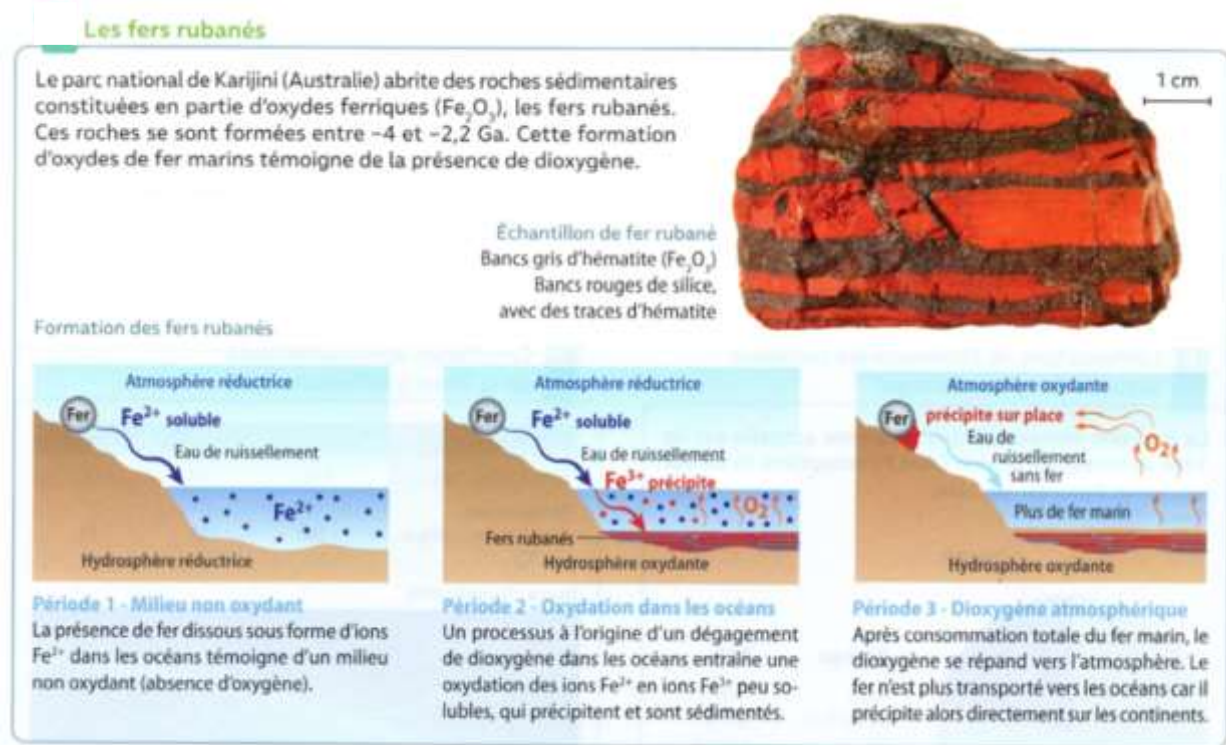 Les fers rubanés
Le parc national de Karijini (Australie) abrite des roches sédimentaires
constituées en partie d'oxydes ferriques (Fe₂O₃), les fers rubanés.
Ces roches se sont formées entre −4 et −2,2 Ga. Cette formation
d'oxydes de fer marins témoigne de la présence de dioxygène.
1 cm
Échantillon de fer rubané
Bancs gris d'hématite (Fe₂O₃)
Bancs rouges de silice,
avec des traces d'hématite
Formation des fers rubanés
Atmosphère réductrice
Fer
Fe²⁺ soluble
Eau de ruissellement
Fe²⁺
Hydrosphère réductrice
Période 1 - Milieu non oxydant
La présence de fer dissous sous forme d'ions
Fe²⁺ dans les océans témoigne d'un milieu
non oxydant (absence d'oxygène).
Atmosphère réductrice
Fer
Fe²⁺ soluble
Eau de ruissellement
Fe³⁺ précipite
O₂
Fers rubanés
Hydrosphère oxydante
Période 2 - Oxydation dans les océans
Un processus à l'origine d'un dégagement
de dioxygène dans les océans entraîne une
oxydation des ions Fe²⁺ en ions Fe³⁺ peu so-
lubles, qui précipitent et sont sédimentés.
Atmosphère oxydante
Fer
précipite sur place
O₂
Eau de
ruissellement
sans fer
Plus de fer marin
Hydrosphère oxydante
Période 3 - Dioxygène atmosphérique
Après consommation totale du fer marin, le
dioxygène se répand vers l'atmosphère. Le
fer n'est plus transporté vers les océans car il
précipite alors directement sur les continents.